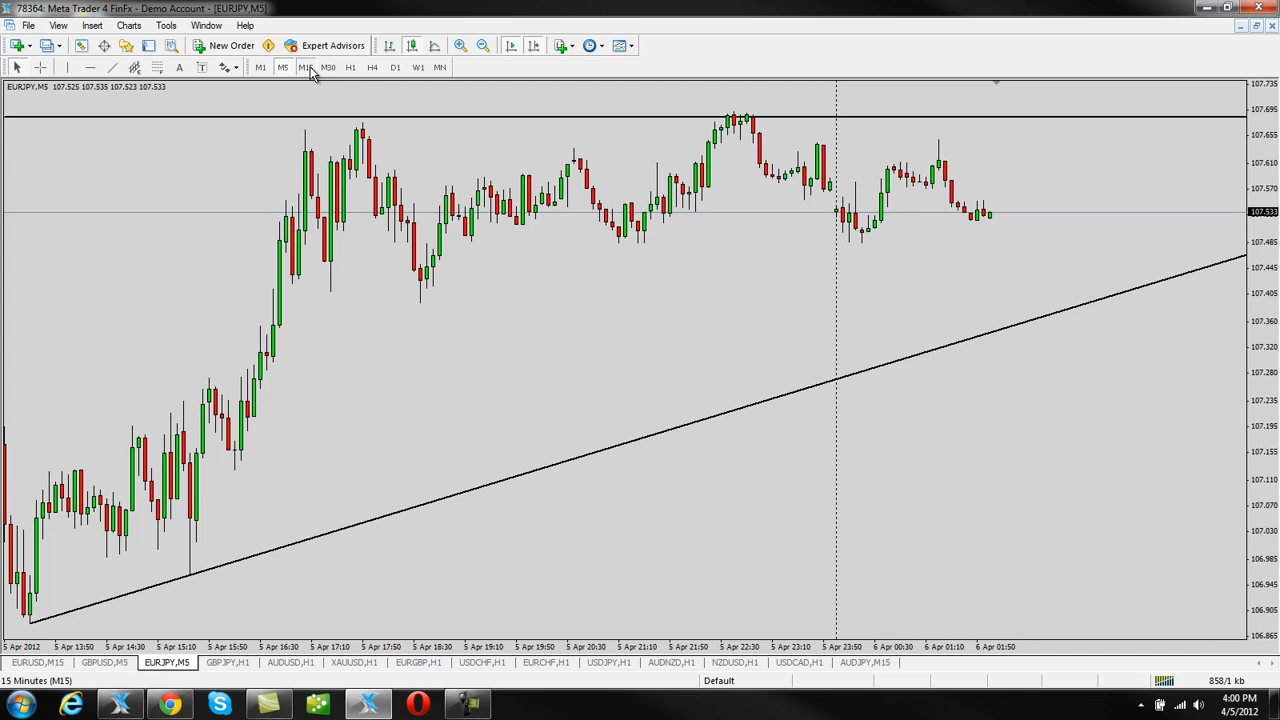 78364: Meta Trader 4 FinFx - Demo Account - [EURJPY,M5]
File View Insert Charts Tools Window Help
New Order Expert Advisors
A T M1 M5 M15 M30 H1 H4 D1 W1 MN
EURJPY,M5 107.525 107.535 107.523 107.533
107.735
107.695
107.655
107.610
107.570
107.533
107.485
107.445
107.405
107.360
107.320
107.280
107.235
107.195
107.155
107.110
107.070
107.030
106.985
106.945
106.905
106.865
5 Apr 2012 5 Apr 13:50 5 Apr 14:30 5 Apr 15:10 5 Apr 15:50 5 Apr 16:30 5 Apr 17:10 5 Apr 17:50 5 Apr 18:30 5 Apr 19:10 5 Apr 19:50 5 Apr 20:30 5 Apr 21:10 5 Apr 21:50 5 Apr 22:30 5 Apr 23:10 5 Apr 23:50 6 Apr 00:30 6 Apr 01:10 6 Apr 01:50
EURUSD,M15 GBPUSD,M5 EURJPY,M5 GBPJPY,H1 AUDUSD,H1 XAUUSD,H1 EURGBP,H1 USDCHF,H1 EURCHF,H1 USDJPY,H1 AUDNZD,H1 NZDUSD,H1 USDCAD,H1 AUDJPY,M15
15 Minutes (M15) Default 858/1 kb
4:00 PM
4/5/2012